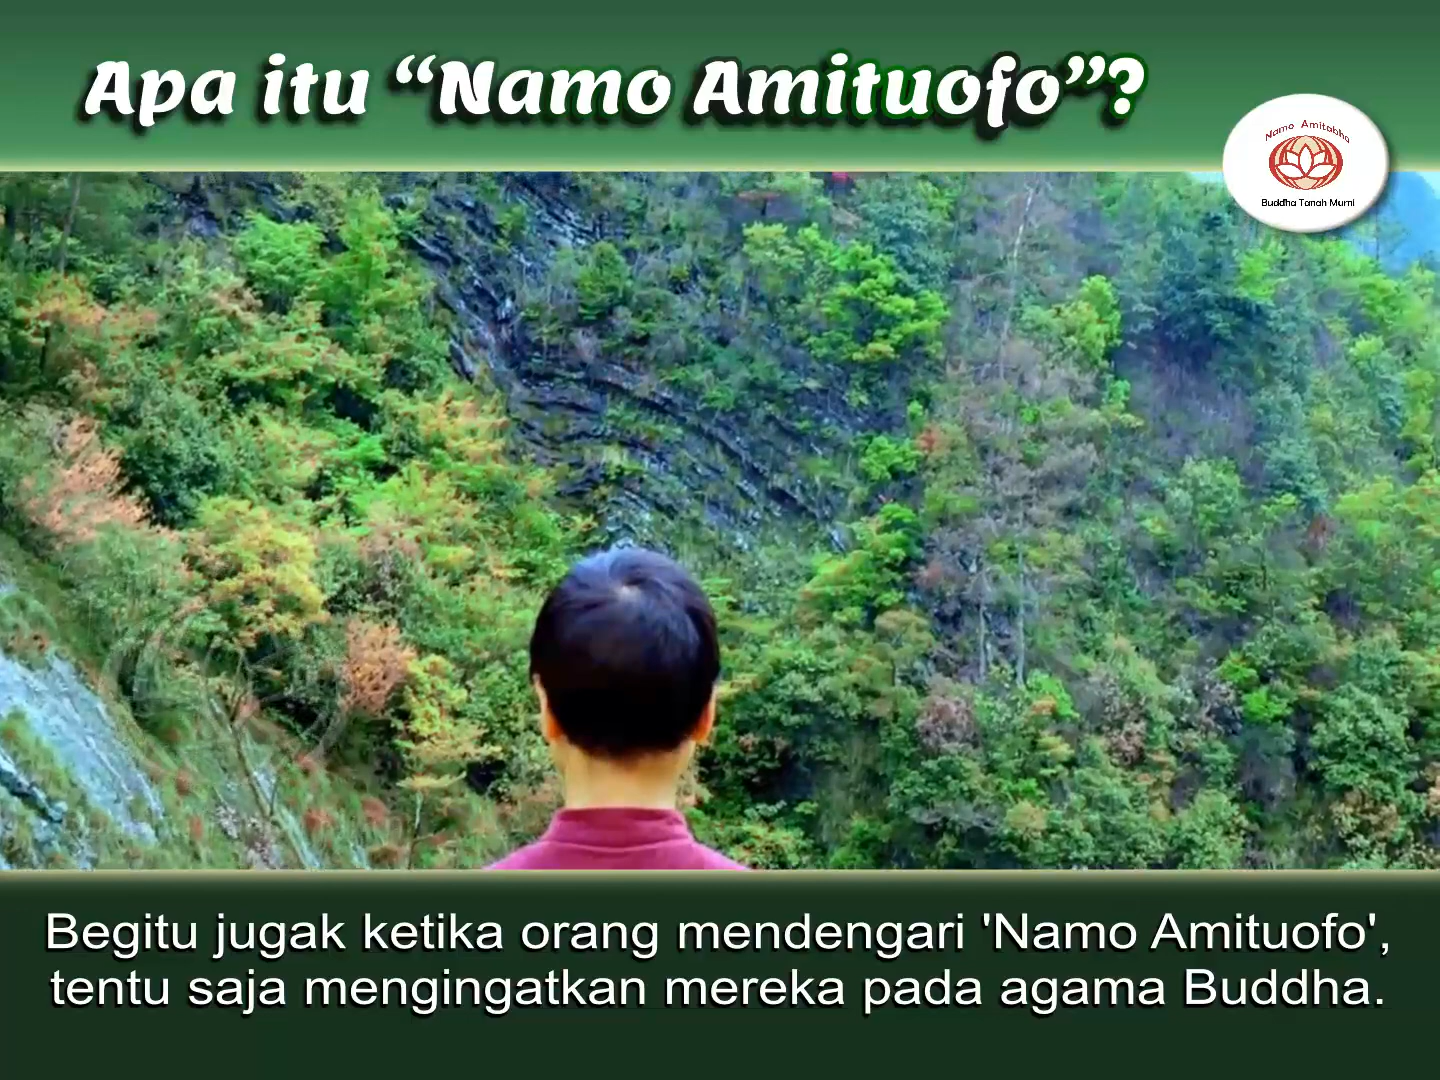 Apa itu “Namo Amituofo”?
Namo Amitabha
Buddha Tanah Murni
Begitu jugak ketika orang mendengari 'Namo Amituofo',
tentu saja mengingatkan mereka pada agama Buddha.